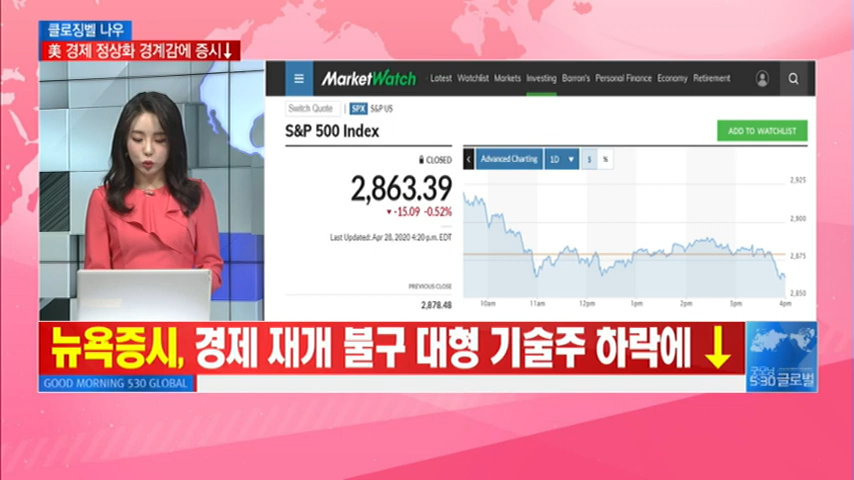 클로징벨 나우
美 경제 정상화 경계감에 증시↓
MarketWatch
Latest Watchlist Markets Investing Barron's Personal Finance Economy Retirement
Switch Quote | SPX S&P US
S&P 500 Index
ADD TO WATCHLIST
CLOSED
2,863.39
▼ -15.09 -0.52%
Last Updated: Apr 28, 2020 4:20 p.m. EDT
PREVIOUS CLOSE
2,878.48
Advanced Charting 1D ▼ $ %
2,925
2,900
2,875
2,850
10am 11am 12pm 1pm 2pm 3pm 4pm
뉴욕증시, 경제 재개 불구 대형 기술주 하락에 ↓
GOOD MORNING 530 GLOBAL
굿모닝
5:30 글로벌